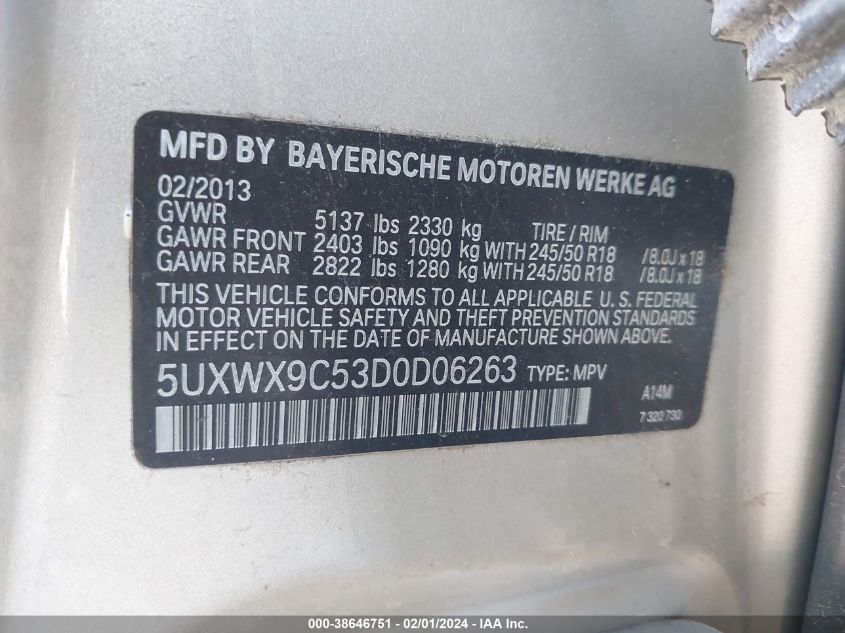 MFD BY BAYERISCHE MOTOREN WERKE AG
02/2013
GVWR 5137 lbs 2330 kg TIRE / RIM
GAWR FRONT 2403 lbs 1090 kg WITH 245/50 R18 /8.0J x 18
GAWR REAR 2822 lbs 1280 kg WITH 245/50 R18 /8.0J x 18
THIS VEHICLE CONFORMS TO ALL APPLICABLE U. S. FEDERAL
MOTOR VEHICLE SAFETY AND THEFT PREVENTION STANDARDS
IN EFFECT ON THE DATE OF MANUFACTURE SHOWN ABOVE.
5UXWX9C53D0D06263 TYPE: MPV
A14M
7 320 730
000-38646751 — 02/01/2024 — IAA Inc.